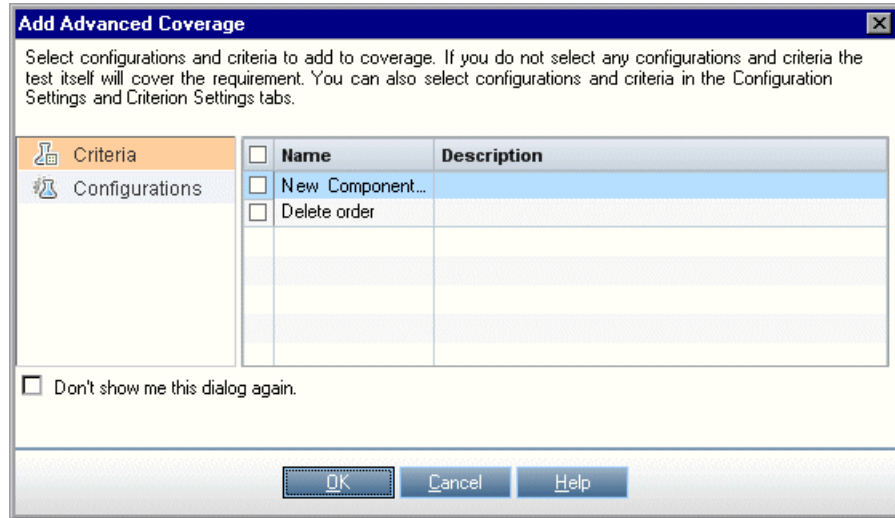 Add Advanced Coverage
Select configurations and criteria to add to coverage. If you do not select any configurations and criteria the
test itself will cover the requirement. You can also select configurations and criteria in the Configuration
Settings and Criterion Settings tabs.
Criteria
Configurations
Name Description
New Component...
Delete order
Don't show me this dialog again.
OK Cancel Help